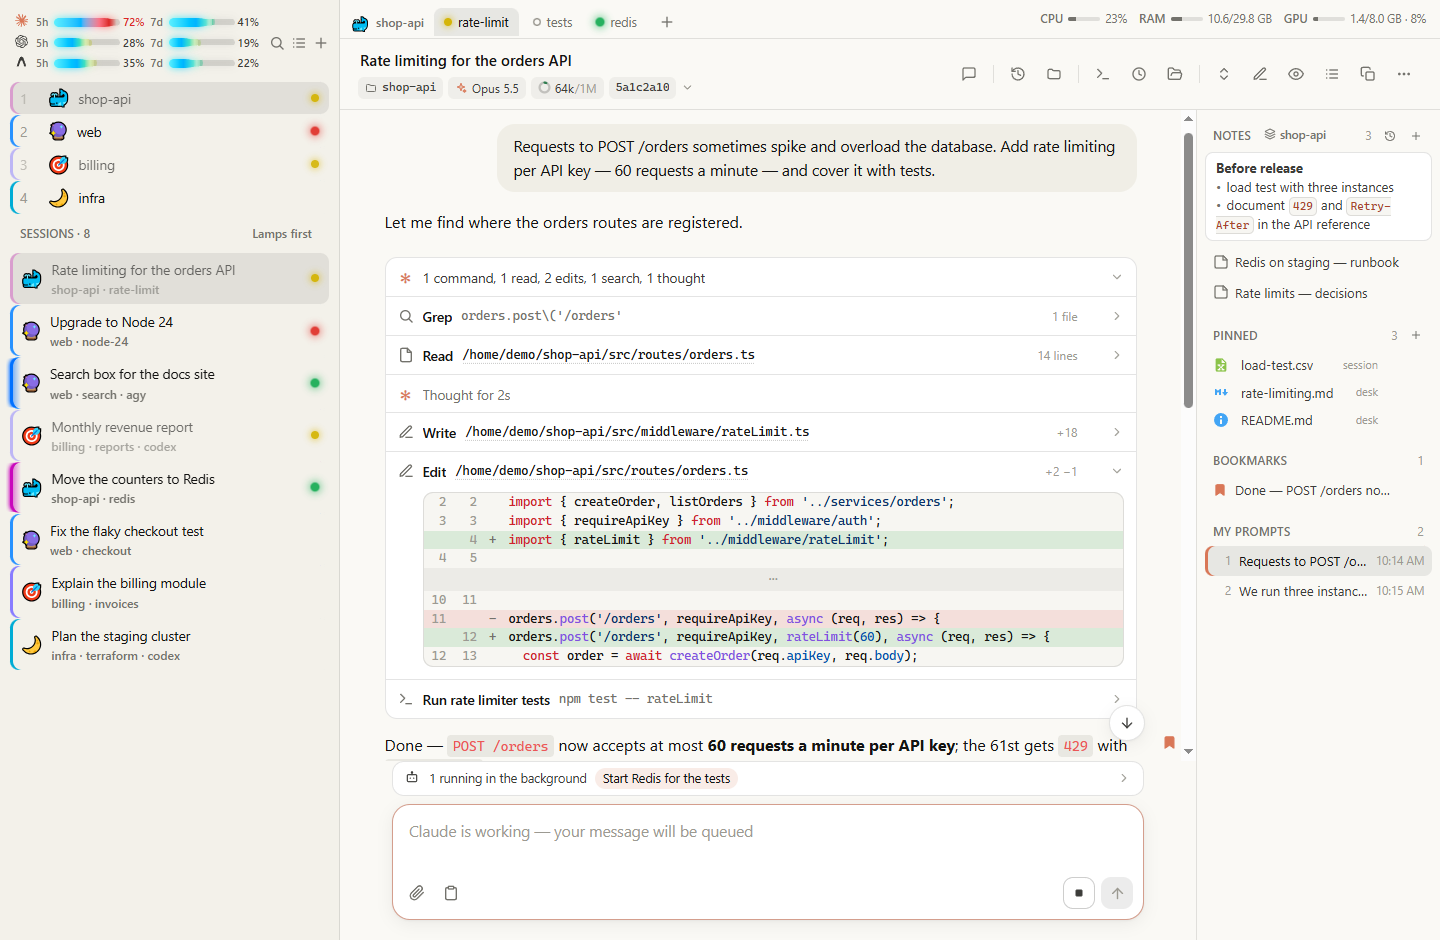 5h 72% 7d 41%
5h 28% 7d 19%
5h 35% 7d 22%
1 shop-api
2 web
3 billing
4 infra
SESSIONS · 8 Lamps first
Rate limiting for the orders API
shop-api · rate-limit
Upgrade to Node 24
web · node-24
Search box for the docs site
web · search · agy
Monthly revenue report
billing · reports · codex
Move the counters to Redis
shop-api · redis
Fix the flaky checkout test
web · checkout
Explain the billing module
billing · invoices
Plan the staging cluster
infra · terraform · codex
shop-api rate-limit tests redis
CPU 23% RAM 10.6/29.8 GB GPU 1.4/8.0 GB · 8%
Rate limiting for the orders API
shop-api Opus 5.5 64k/1M 5a1c2a10
Requests to POST /orders sometimes spike and overload the database. Add rate limiting
per API key — 60 requests a minute — and cover it with tests.
Let me find where the orders routes are registered.
1 command, 1 read, 2 edits, 1 search, 1 thought
Grep orders.post\('/orders' 1 file
Read /home/demo/shop-api/src/routes/orders.ts 14 lines
Thought for 2s
Write /home/demo/shop-api/src/middleware/rateLimit.ts +18
Edit /home/demo/shop-api/src/routes/orders.ts +2 −1
2 2 import { createOrder, listOrders } from '../services/orders';
3 3 import { requireApiKey } from '../middleware/auth';
4 + import { rateLimit } from '../middleware/rateLimit';
4 5
…
10 11
11 − orders.post('/orders', requireApiKey, async (req, res) => {
12 + orders.post('/orders', requireApiKey, rateLimit(60), async (req, res) => {
12 13 const order = await createOrder(req.apiKey, req.body);
Run rate limiter tests npm test -- rateLimit
Done — POST /orders now accepts at most 60 requests a minute per API key; the 61st gets 429 with
1 running in the background Start Redis for the tests
Claude is working — your message will be queued
NOTES shop-api 3
Before release
• load test with three instances
• document 429 and Retry-
After in the API reference
Redis on staging — runbook
Rate limits — decisions
PINNED 3
load-test.csv session
rate-limiting.md desk
README.md desk
BOOKMARKS 1
Done — POST /orders no...
MY PROMPTS 2
1 Requests to POST /o... 10:14 AM
2 We run three instanc... 10:15 AM